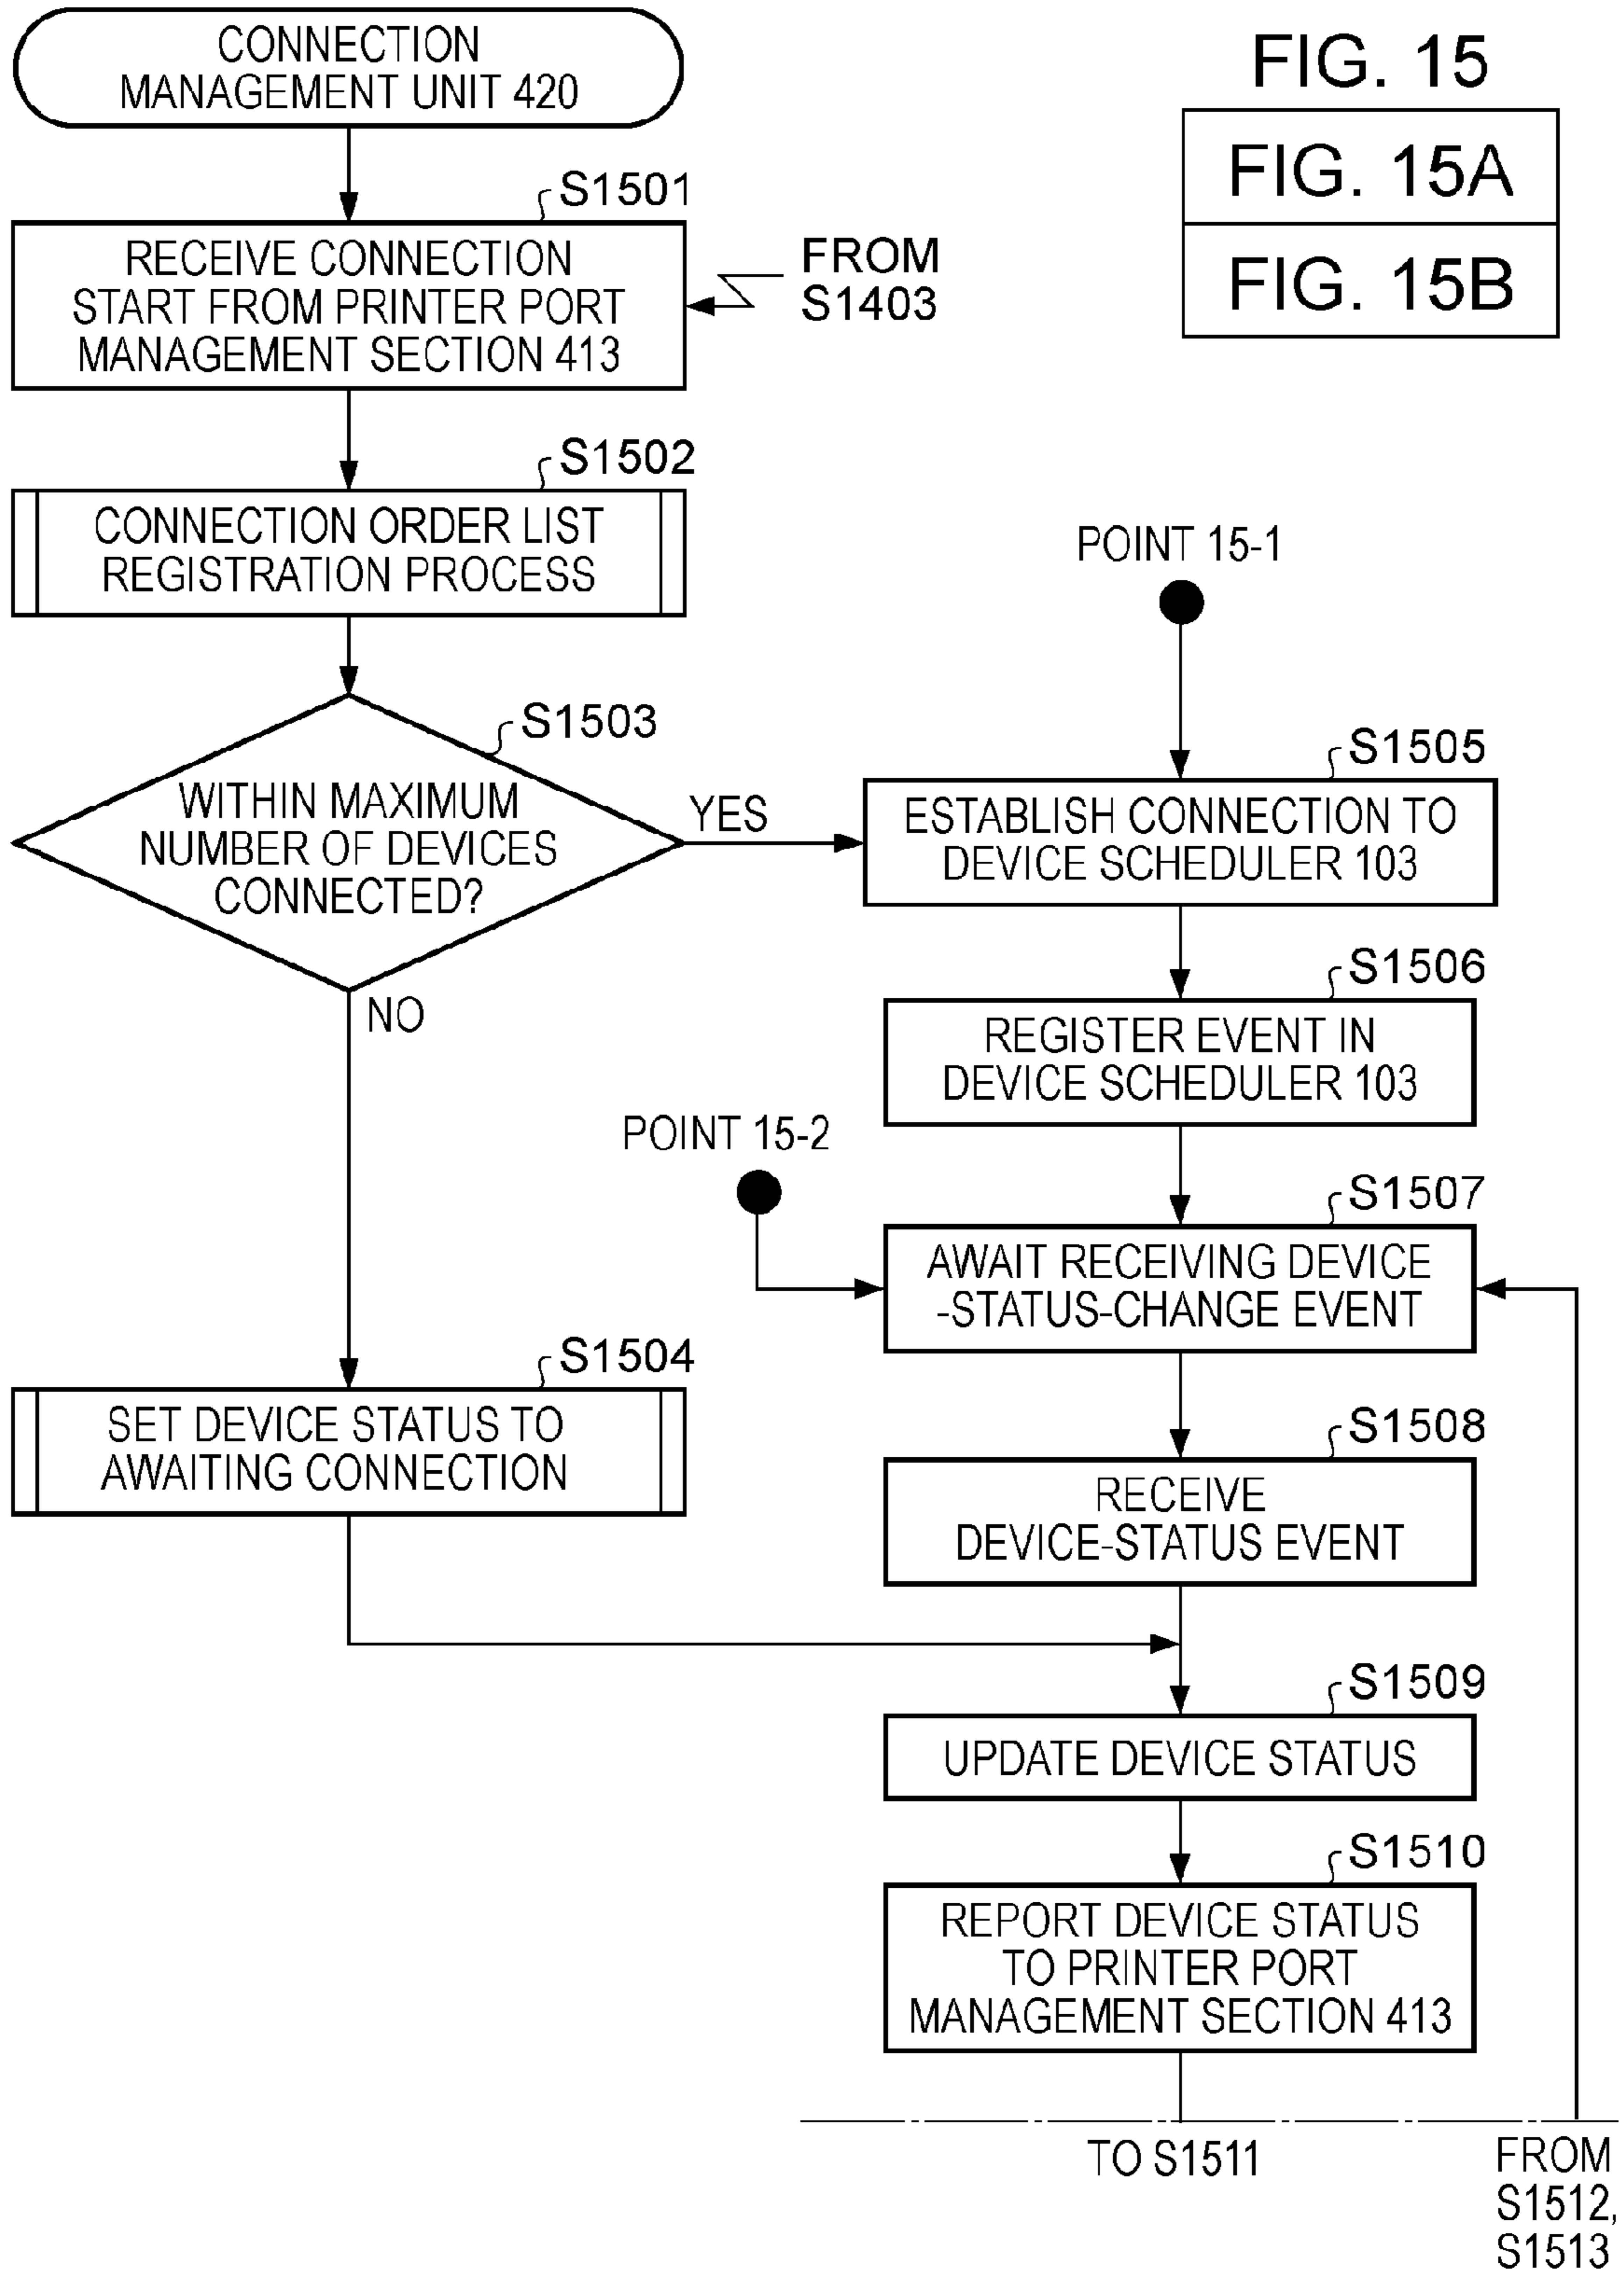 CONNECTION
MANAGEMENT UNIT 420
FIG. 15
FIG. 15A
FIG. 15B
S1501
RECEIVE CONNECTION
START FROM PRINTER PORT
MANAGEMENT SECTION 413
FROM
S1403
S1502
CONNECTION ORDER LIST
REGISTRATION PROCESS
POINT 15-1
S1503
WITHIN MAXIMUM
NUMBER OF DEVICES
CONNECTED?
YES
NO
S1505
ESTABLISH CONNECTION TO
DEVICE SCHEDULER 103
S1506
REGISTER EVENT IN
DEVICE SCHEDULER 103
POINT 15-2
S1507
AWAIT RECEIVING DEVICE
-STATUS-CHANGE EVENT
S1504
SET DEVICE STATUS TO
AWAITING CONNECTION
S1508
RECEIVE
DEVICE-STATUS EVENT
S1509
UPDATE DEVICE STATUS
S1510
REPORT DEVICE STATUS
TO PRINTER PORT
MANAGEMENT SECTION 413
TO S1511
FROM
S1512,
S1513